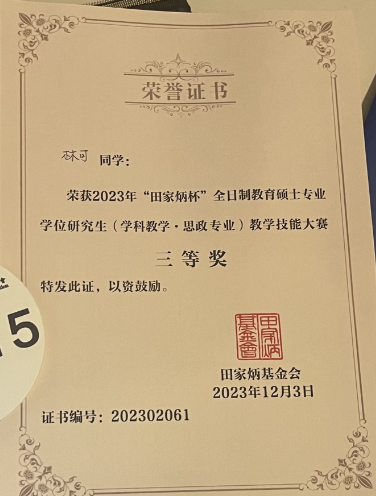 荣誉证书
林可 同学：
荣获2023年“田家炳杯”全日制教育硕士专业
学位研究生（学科教学·思政专业）教学技能大赛
三等奖
特发此证，以资鼓励。
田家炳基金会
田家炳基金会
2023年12月3日
证书编号：202302061
5